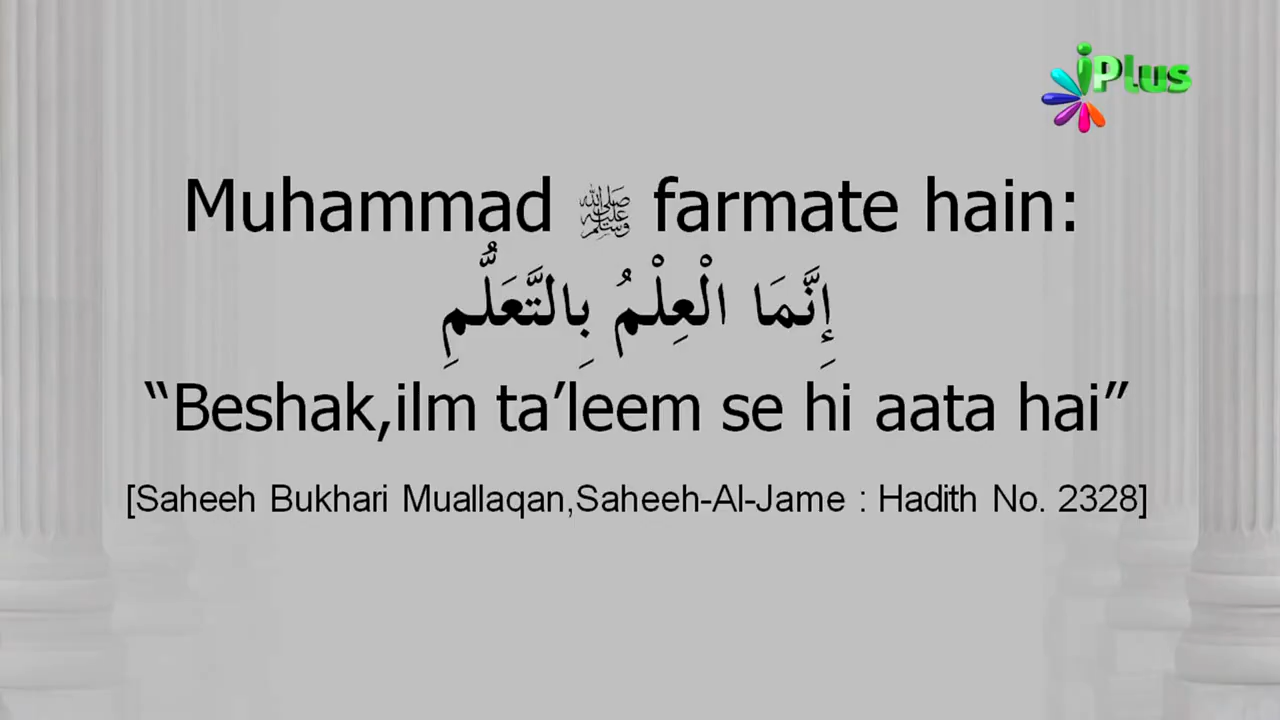 iPlus
Muhammad ﷺ farmate hain:
إِنَّمَا الْعِلْمُ بِالتَّعَلُّمِ
“Beshak,ilm ta’leem se hi aata hai”
[Saheeh Bukhari Muallaqan,Saheeh-Al-Jame : Hadith No. 2328]